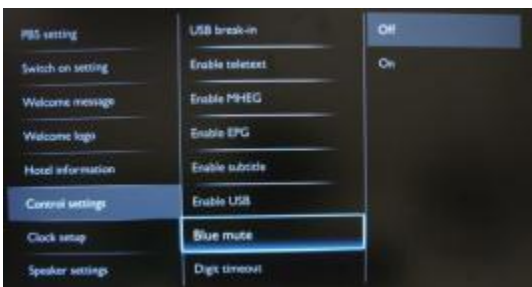 PBS setting
Switch on setting
Welcome message
Welcome logo
Hotel information
Control settings
Clock setup
Speaker settings
USB break-in
Enable teletext
Enable MHEG
Enable EPG
Enable subtitle
Enable USB
Blue mute
Digit timeout
Off
On